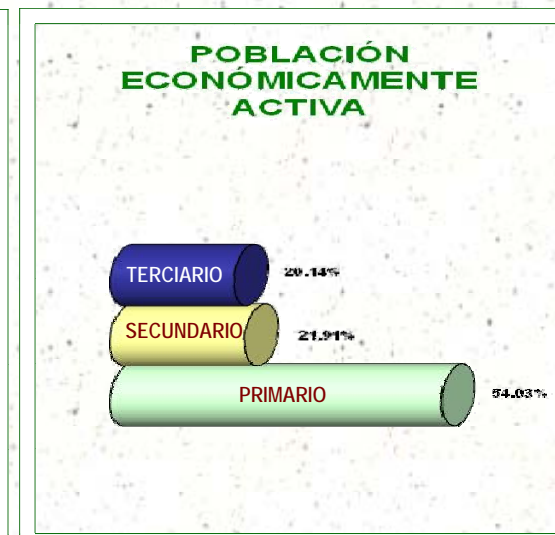 POBLACIÓN
ECONÓMICAMENTE
ACTIVA
TERCIARIO 20.14%
SECUNDARIO 21.91%
PRIMARIO 54.03%